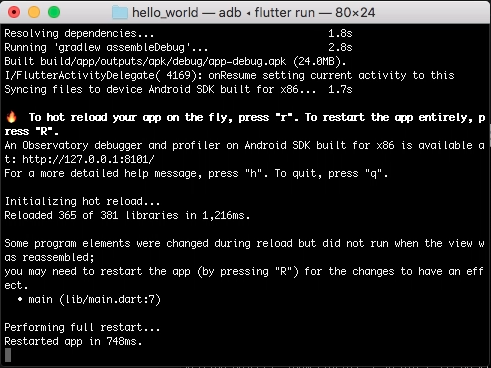 hello_world — adb ◂ flutter run — 80×24
Resolving dependencies... 1.8s
Running 'gradlew assembleDebug'... 2.8s
Built build/app/outputs/apk/debug/app-debug.apk (24.0MB).
I/FlutterActivityDelegate( 4169): onResume setting current activity to this
Syncing files to device Android SDK built for x86... 1.7s
🔥 To hot reload your app on the fly, press "r". To restart the app entirely, p
ress "R".
An Observatory debugger and profiler on Android SDK built for x86 is available a
t: http://127.0.0.1:8101/
For a more detailed help message, press "h". To quit, press "q".
Initializing hot reload...
Reloaded 365 of 381 libraries in 1,216ms.
Some program elements were changed during reload but did not run when the view w
as reassembled;
you may need to restart the app (by pressing "R") for the changes to have an eff
ect.
• main (lib/main.dart:7)
Performing full restart...
Restarted app in 748ms.